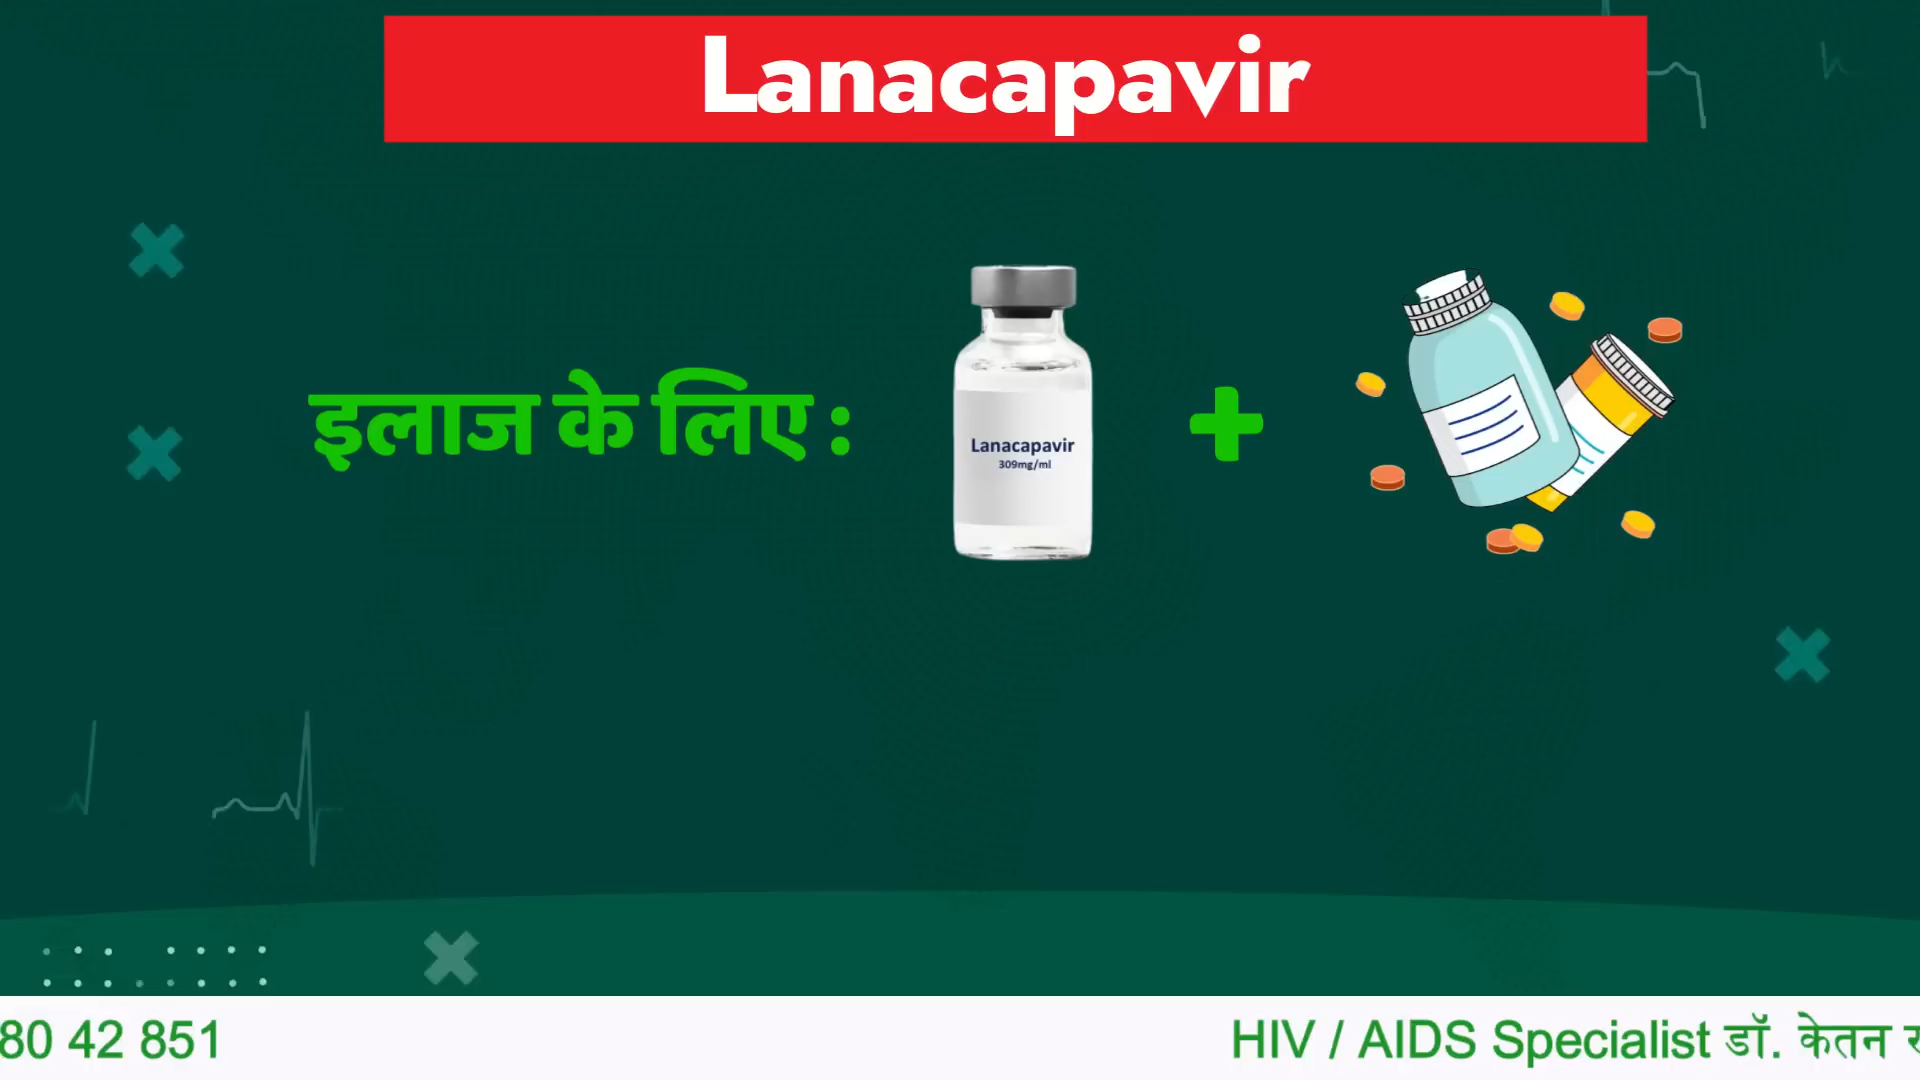 Lanacapavir
इलाज के लिए :
Lanacapavir
309mg/ml
80 42 851
HIV / AIDS Specialist डॉ. केतन